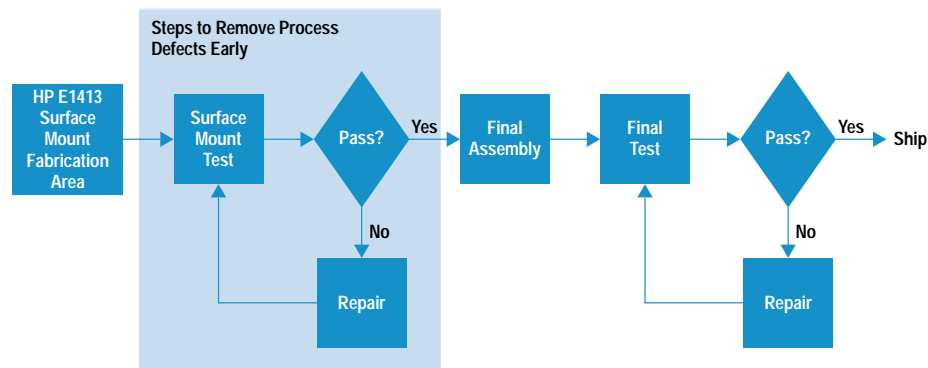 Steps to Remove Process
Defects Early
HP E1413
Surface
Mount
Fabrication
Area
Surface
Mount
Test
Pass?
Yes
Final
Assembly
Final
Test
Pass?
Yes
Ship
No
No
Repair
Repair